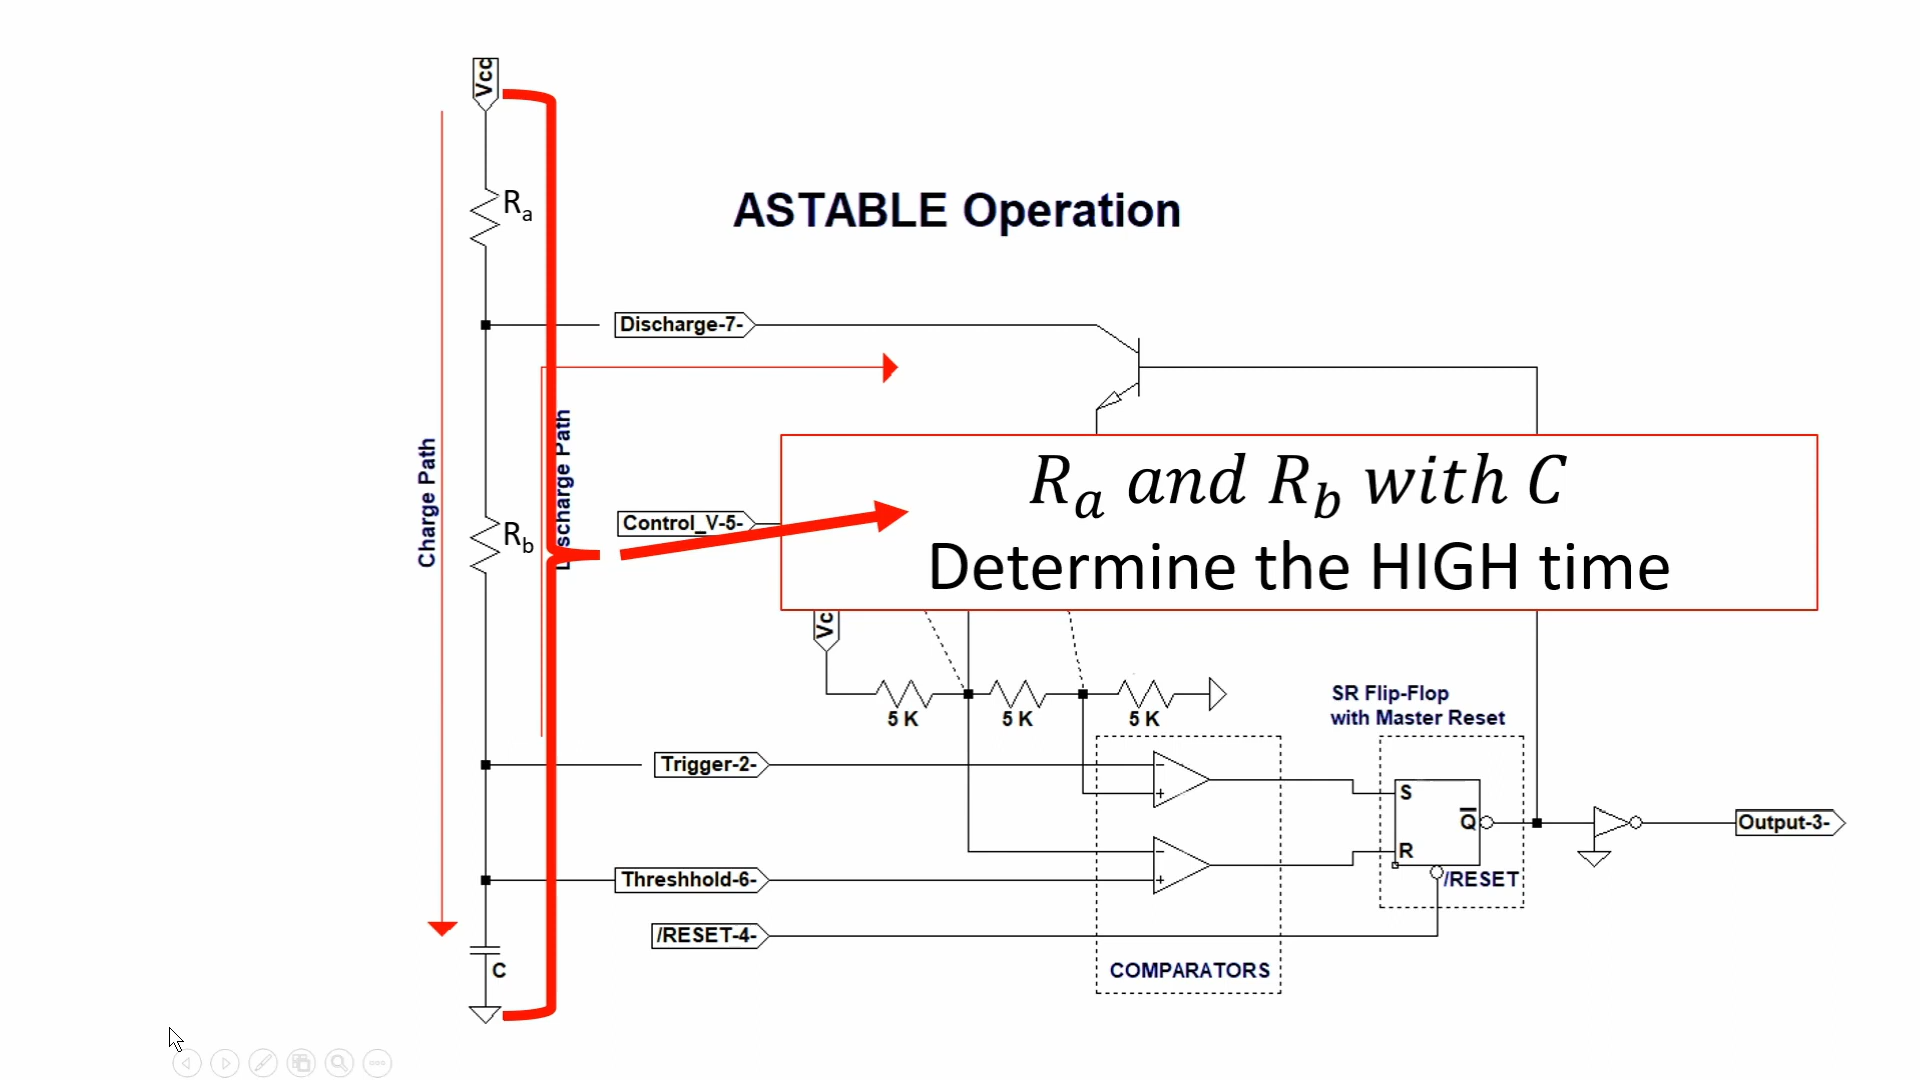 Vcc
Ra
ASTABLE Operation
Discharge-7-
Charge Path
Rb
Path
Control_V-5-
Ra and Rb with C
Determine the HIGH time
Vc
5 K
5 K
5 K
SR Flip-Flop
with Master Reset
Trigger-2-
-
+
S
Q
Output-3-
R
-
+
Threshhold-6-
/RESET
/RESET-4-
C
COMPARATORS